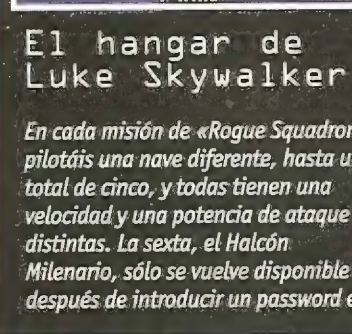 El hangar de
Luke Skywalker
En cada misión de «Rogue Squadron
pilotáis una nave diferente, hasta u
total de cinco, y todas tienen una
velocidad y una potencia de ataque
distintas. La sexta, el Halcón
Milenario, sólo se vuelve disponible
después de introducir un password e